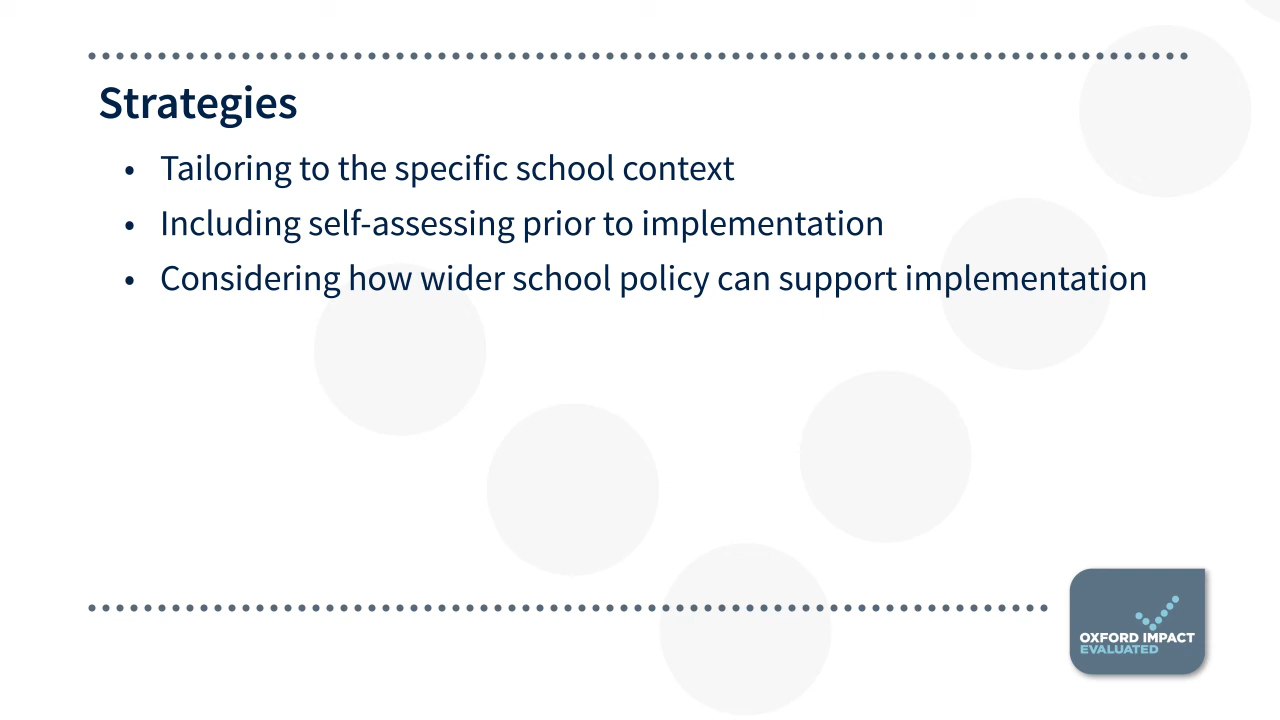 Strategies
• Tailoring to the specific school context
• Including self-assessing prior to implementation
• Considering how wider school policy can support implementation
OXFORD IMPACT
EVALUATED